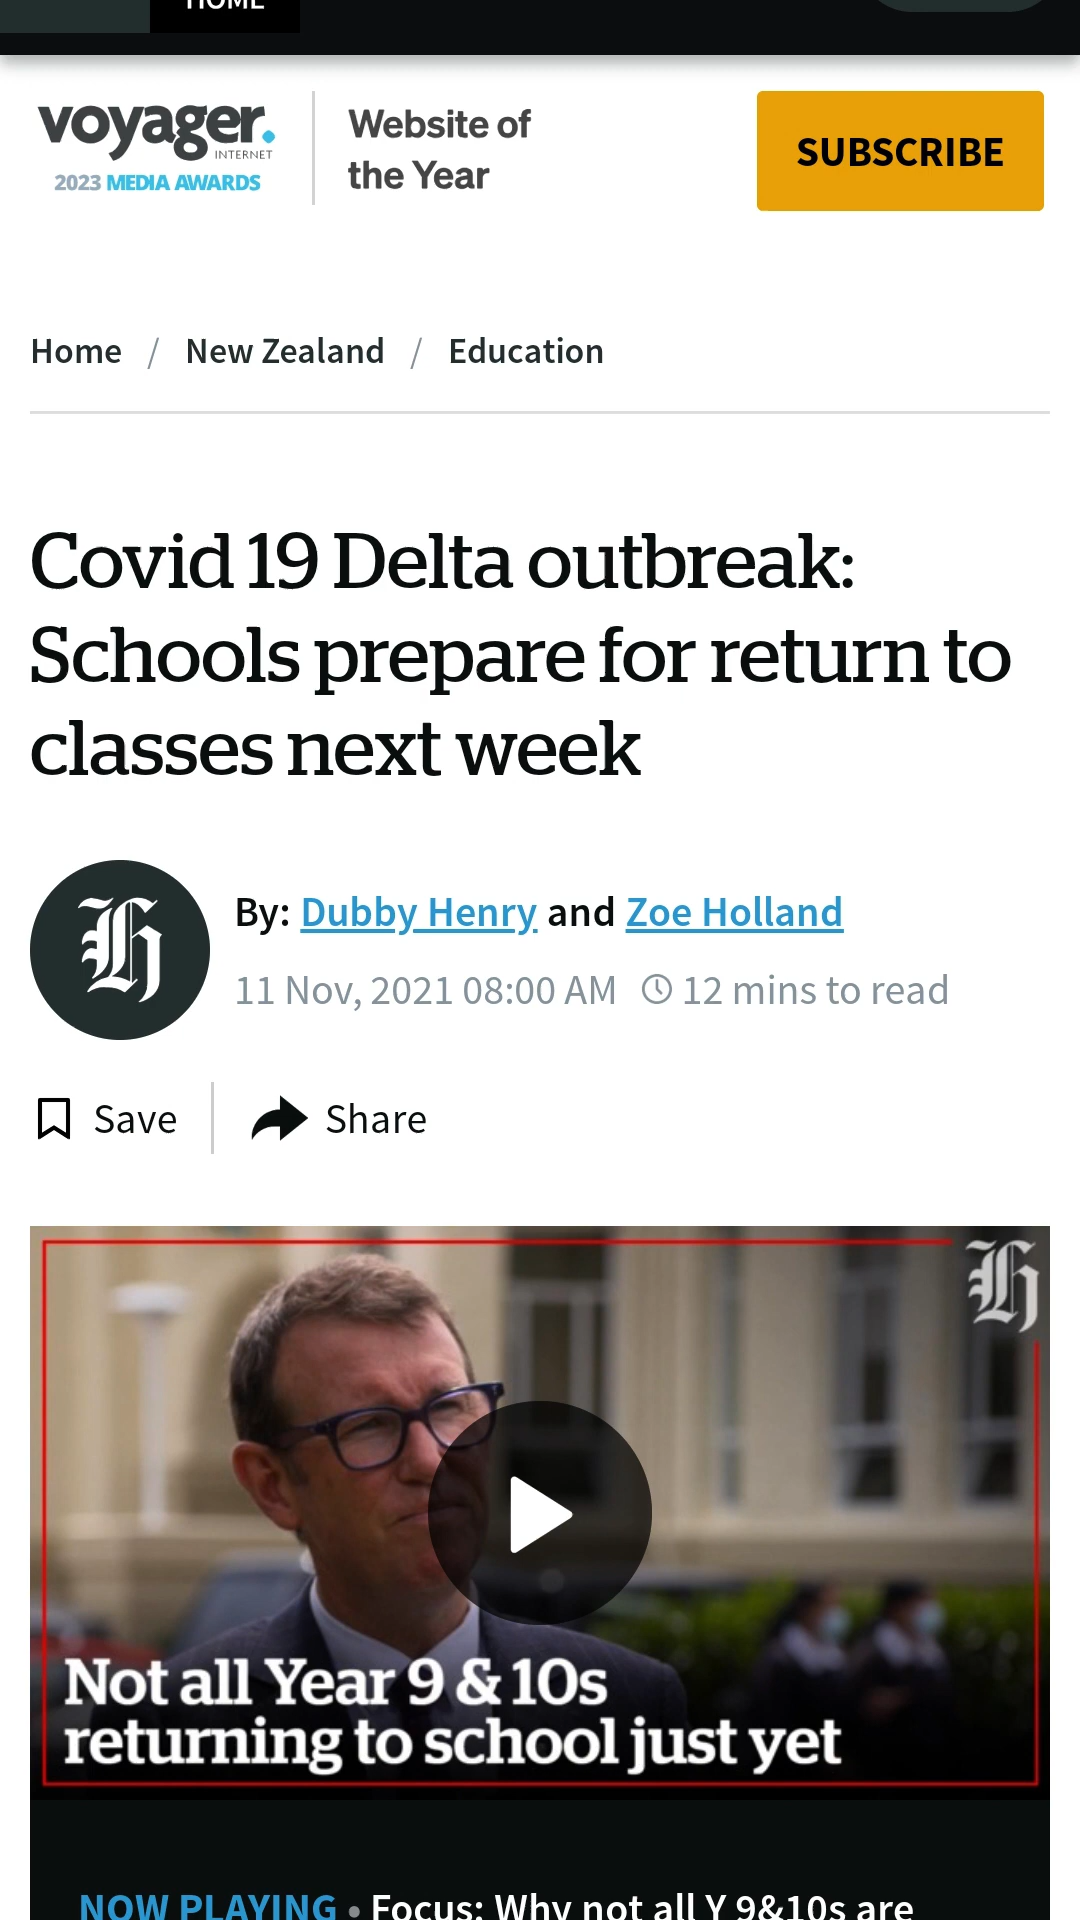 HOME
voyager.
INTERNET
2023 MEDIA AWARDS
Website of
the Year
SUBSCRIBE
Home / New Zealand / Education
Covid 19 Delta outbreak:
Schools prepare for return to
classes next week
By: Dubby Henry and Zoe Holland
11 Nov, 2021 08:00 AM 12 mins to read
Save
Share
Not all Year 9 & 10s
returning to school just yet
NOW PLAYING • Focus: Why not all Y 9&10s are